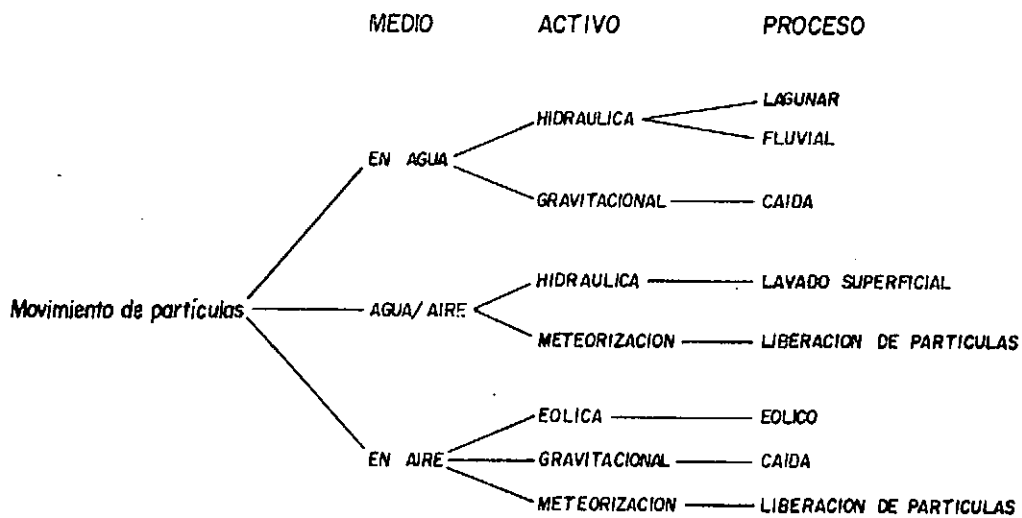 MEDIO ACTIVO PROCESO
LAGUNAR
HIDRAULICA
FLUVIAL
EN AGUA
GRAVITACIONAL CAIDA
HIDRAULICA LAVADO SUPERFICIAL
Movimiento de partículas AGUA/AIRE
METEORIZACION LIBERACION DE PARTICULAS
EOLICA EOLICO
EN AIRE GRAVITACIONAL CAIDA
METEORIZACION LIBERACION DE PARTICULAS